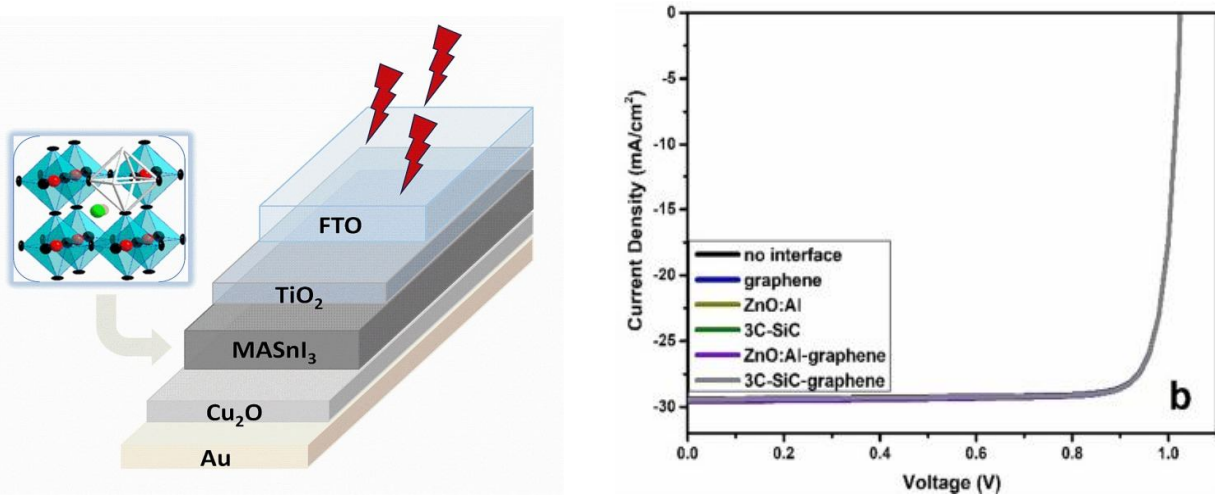 FTO
TiO₂
MASnI₃
Cu₂O
Au
Current Density (mA/cm²)
0
-5
-10
-15
-20
-25
-30
no interface
graphene
ZnO:Al
3C-SiC
ZnO:Al-graphene
3C-SiC-graphene
b
0.0 0.2 0.4 0.6 0.8 1.0
Voltage (V)